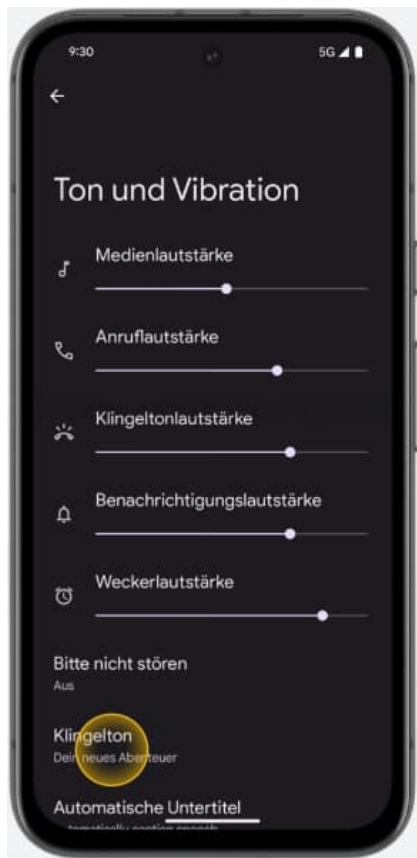 9:30
5G
Ton und Vibration
Medienlautstärke
Anruflautstärke
Klingeltonlautstärke
Benachrichtigungslautstärke
Weckerlautstärke
Bitte nicht stören
Aus
Klingelton
Dein neues Abenteuer
Automatische Untertitel